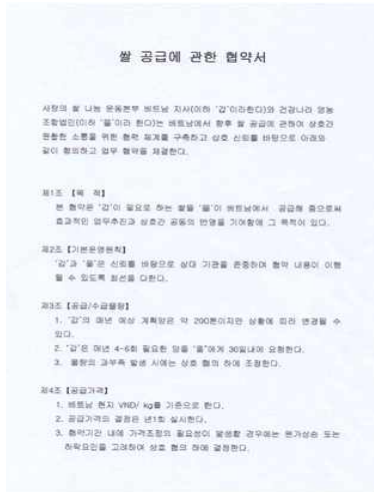 쌀 공급에 관한 협약서
사랑의 쌀 나눔 운동본부 베트남 지사(이하 "갑"이라한다)와 건강나라 영농
조합법인(이하 "을"이라 한다)는 베트남에서 향후 쌀 공급에 관하여 상호간
원활한 소통을 위한 협력 체계를 구축하고 상호 신뢰를 바탕으로 아래와
같이 합의하고 업무 협약을 체결한다.
제1조 【목 적】
본 협약은 "갑"이 필요로 하는 쌀을 "을"이 베트남에서 공급해 줌으로써
효과적인 업무추진과 상호간 공동의 번영을 기여함에 그 목적이 있다.
제2조 【기본운영원칙】
"갑"과 "을"은 신뢰를 바탕으로 상대 기관을 존중하며 협약 내용이 이행
될 수 있도록 최선을 다한다.
제3조 【공급/수급물량】
1. "갑"의 매년 예상 계획량은 약 200톤이지만 상황에 따라 변경될 수
있다.
2. "갑"은 매년 4-6회 필요한 양을 "을"에게 30일내에 요청한다.
3. 물량의 과부족 발생 시에는 상호 협의 하에 조정한다.
제4조 【공급가격】
1. 베트남 현지 VND/ kg를 기준으로 한다.
2. 공급가격의 결정은 년1회 실시한다.
3. 협약기간 내에 가격조정의 필요성이 발생할 경우에는 원가상승 또는
하락요인을 고려하여 상호 협의 하에 결정한다.